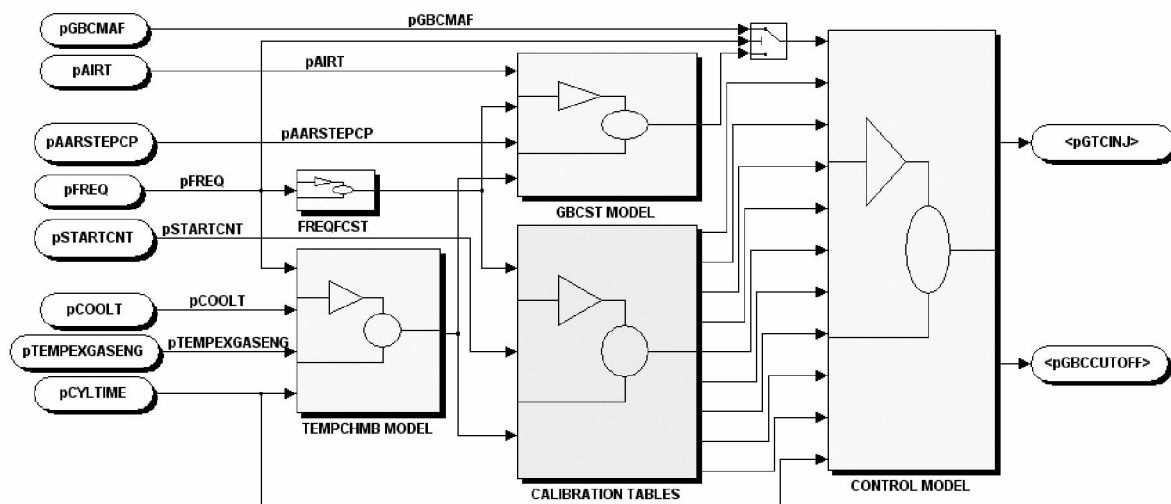 pGBCMAF
pGBCMAF
pAIRT
pAIRT
pAARSTEPCP
pAARSTEPCP
pFREQ
pFREQ
FREQFCST
GBCST MODEL
pSTARTCNT
pSTARTCNT
pCOOLT
pCOOLT
pTEMPEXGASENG
pTEMPEXGASENG
pCYLTIME
TEMPCHMB MODEL
CALIBRATION TABLES
CONTROL MODEL
<pGTCINJ>
<pGBCCUTOFF>